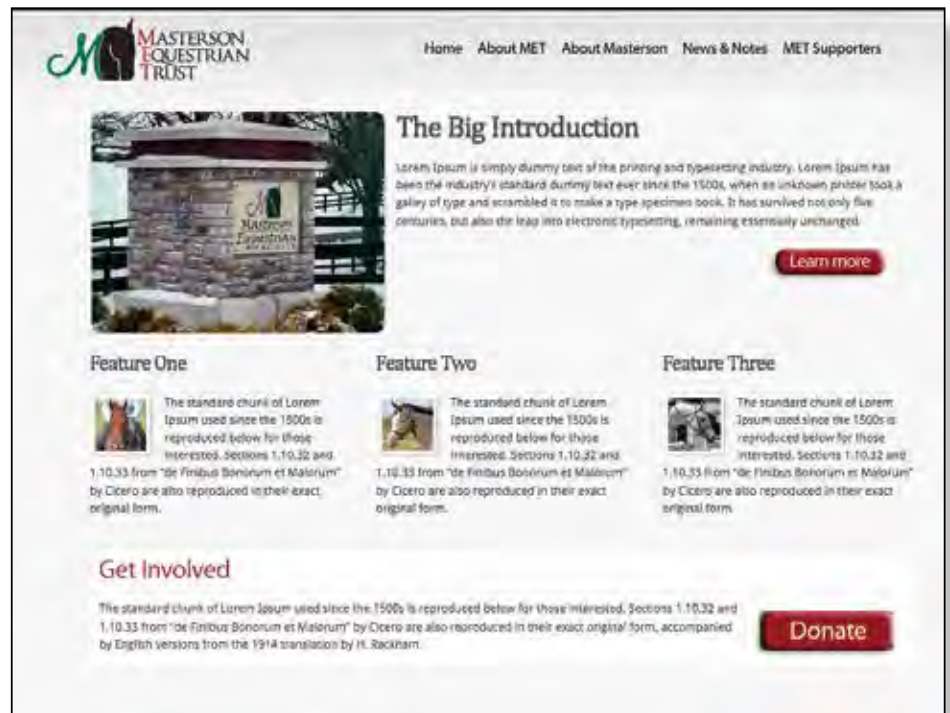 MASTERSON
EQUESTRIAN
TRUST
Home About MET About Masterson News & Notes MET Supporters
The Big Introduction
Lorem Ipsum is simply dummy text of the printing and typesetting industry. Lorem Ipsum has
been the industry's standard dummy text ever since the 1500s, when an unknown printer took a
galley of type and scrambled it to make a type specimen book. It has survived not only five
centuries, but also the leap into electronic typesetting, remaining essentially unchanged.
Masterson
Equestrian
Learn more
Feature One
The standard chunk of Lorem
Ipsum used since the 1500s is
reproduced below for those
interested. Sections 1.10.32 and
1.10.33 from "de Finibus Bonorum et Malorum"
by Cicero are also reproduced in their exact
original form.
Feature Two
The standard chunk of Lorem
Ipsum used since the 1500s is
reproduced below for those
interested. Sections 1.10.32 and
1.10.33 from "de Finibus Bonorum et Malorum"
by Cicero are also reproduced in their exact
original form.
Feature Three
The standard chunk of Lorem
Ipsum used since the 1500s is
reproduced below for those
interested. Sections 1.10.32 and
1.10.33 from "de Finibus Bonorum et Malorum"
by Cicero are also reproduced in their exact
original form.
Get Involved
The standard chunk of Lorem Ipsum used since the 1500s is reproduced below for those interested. Sections 1.10.32 and
1.10.33 from "de Finibus Bonorum et Malorum" by Cicero are also reproduced in their exact original form, accompanied
by English versions from the 1914 translation by H. Rackham.
Donate